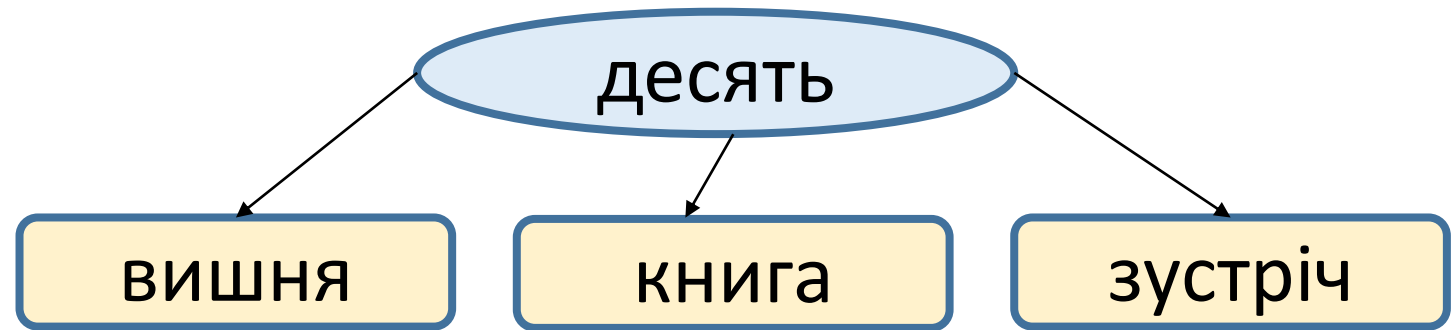 десять
вишня
книга
зустріч